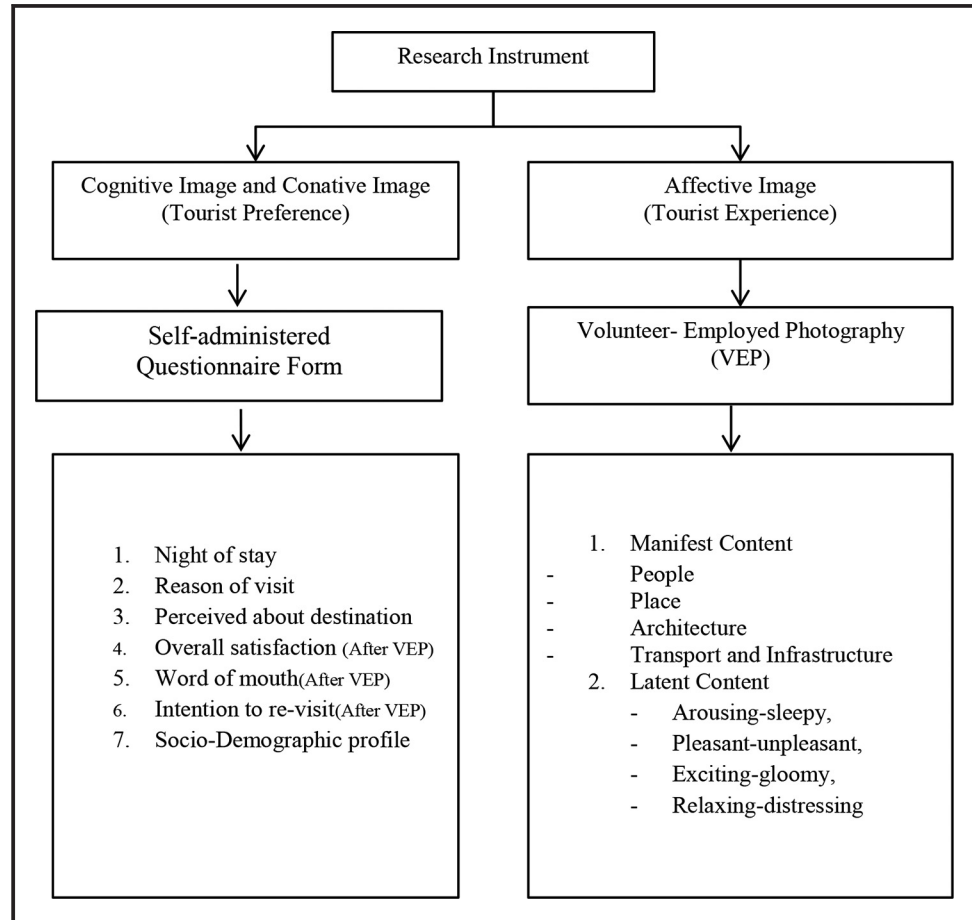 Research Instrument
Cognitive Image and Conative Image
(Tourist Preference)
Self-administered
Questionnaire Form
1. Night of stay
2. Reason of visit
3. Perceived about destination
4. Overall satisfaction (After VEP)
5. Word of mouth(After VEP)
6. Intention to re-visit(After VEP)
7. Socio-Demographic profile
Affective Image
(Tourist Experience)
Volunteer- Employed Photography
(VEP)
1. Manifest Content
- People
- Place
- Architecture
- Transport and Infrastructure
2. Latent Content
- Arousing-sleepy,
- Pleasant-unpleasant,
- Exciting-gloomy,
- Relaxing-distressing